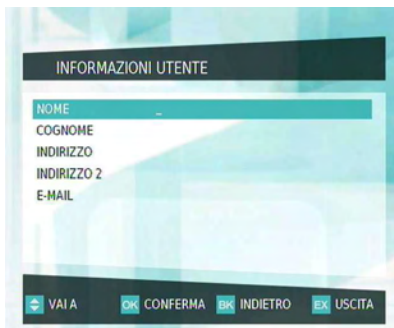 INFORMAZIONI UTENTE
NOME _
COGNOME
INDIRIZZO
INDIRIZZO 2
E-MAIL
VAI A OK CONFERMA BK INDIETRO EX USCITA